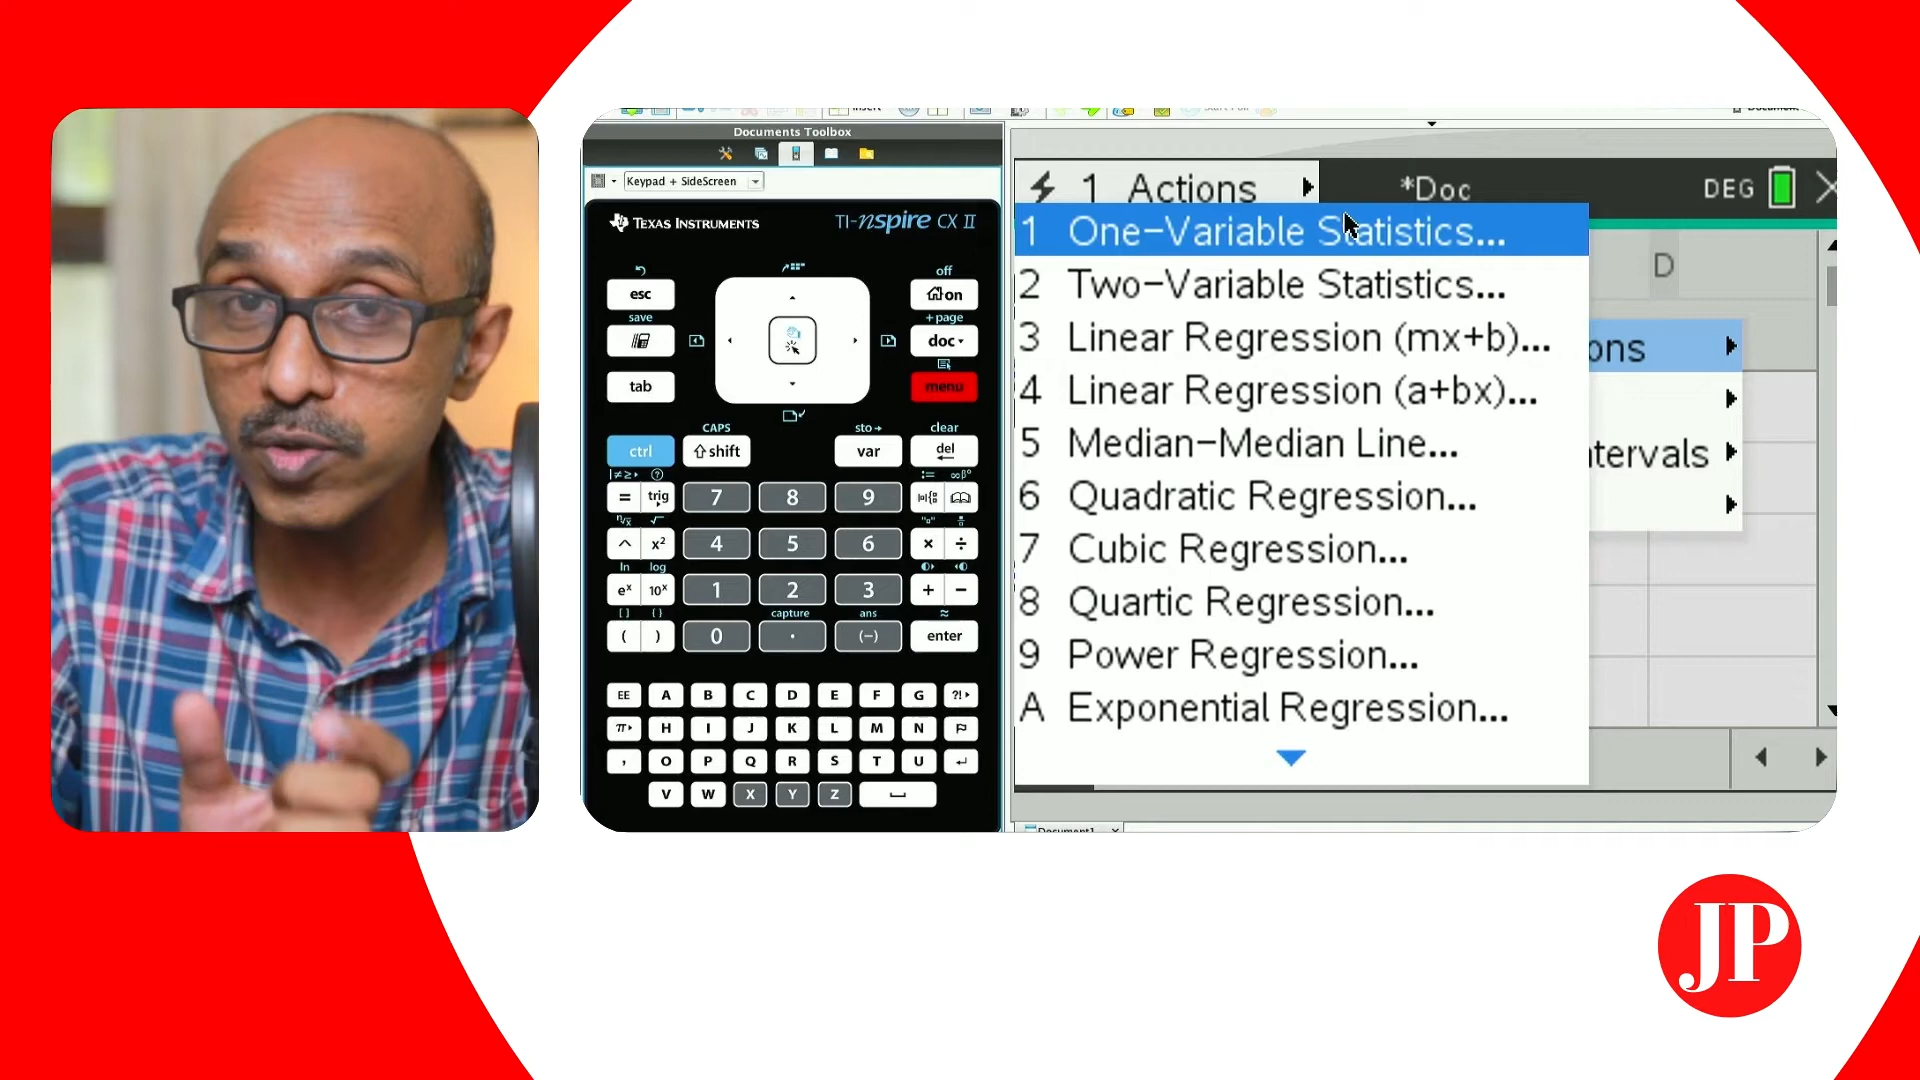 Documents Toolbox
Keypad + SideScreen
TEXAS INSTRUMENTS
TI-nspire CX II
off
esc
on
save
+ page
doc
tab
menu
CAPS
sto→
clear
ctrl
shift
var
del
= trig 7 8 9
^ x² 4 5 6 × ÷
ln log
eˣ 10ˣ 1 2 3 + −
[ ] { } capture ans ≈
( ) 0 . (−) enter
EE A B C D E F G ?!
π H I J K L M N
, O P Q R S T U
V W X Y Z
1 Actions
*Doc
DEG
1 One-Variable Statistics...
2 Two-Variable Statistics...
3 Linear Regression (mx+b)...
4 Linear Regression (a+bx)...
5 Median-Median Line...
6 Quadratic Regression...
7 Cubic Regression...
8 Quartic Regression...
9 Power Regression...
A Exponential Regression...
D
ons
ntervals
JP